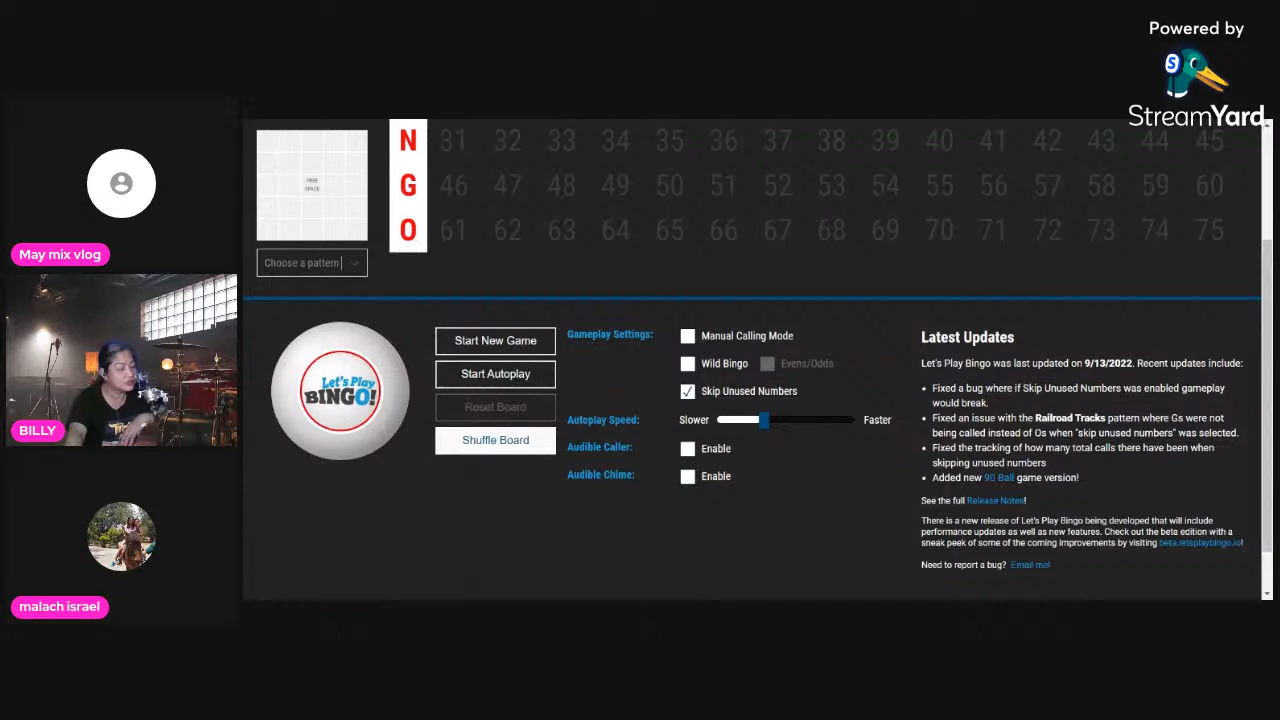 Powered by
S
StreamYard
May mix vlog
BILLY
malach israel
FREE
SPACE
Choose a pattern
N 31 32 33 34 35 36 37 38 39 40 41 42 43 44 45
G 46 47 48 49 50 51 52 53 54 55 56 57 58 59 60
O 61 62 63 64 65 66 67 68 69 70 71 72 73 74 75
Let's Play
BINGO!
Start New Game
Start Autoplay
Reset Board
Shuffle Board
Gameplay Settings:
Manual Calling Mode
Wild Bingo Evens/Odds
Skip Unused Numbers
Autoplay Speed: Slower Faster
Audible Caller: Enable
Audible Chime: Enable
Latest Updates
Let's Play Bingo was last updated on 9/13/2022. Recent updates include:
• Fixed a bug where if Skip Unused Numbers was enabled gameplay
would break.
• Fixed an issue with the Railroad Tracks pattern where Gs were not
being called instead of Os when "skip unused numbers" was selected.
• Fixed the tracking of how many total calls there have been when
skipping unused numbers
• Added new 90 Ball game version!
See the full Release Notes!
There is a new release of Let's Play Bingo being developed that will include
performance updates as well as new features. Check out the beta edition with a
sneak peek of some of the coming improvements by visiting beta.letsplaybingo.io!
Need to report a bug? Email me!